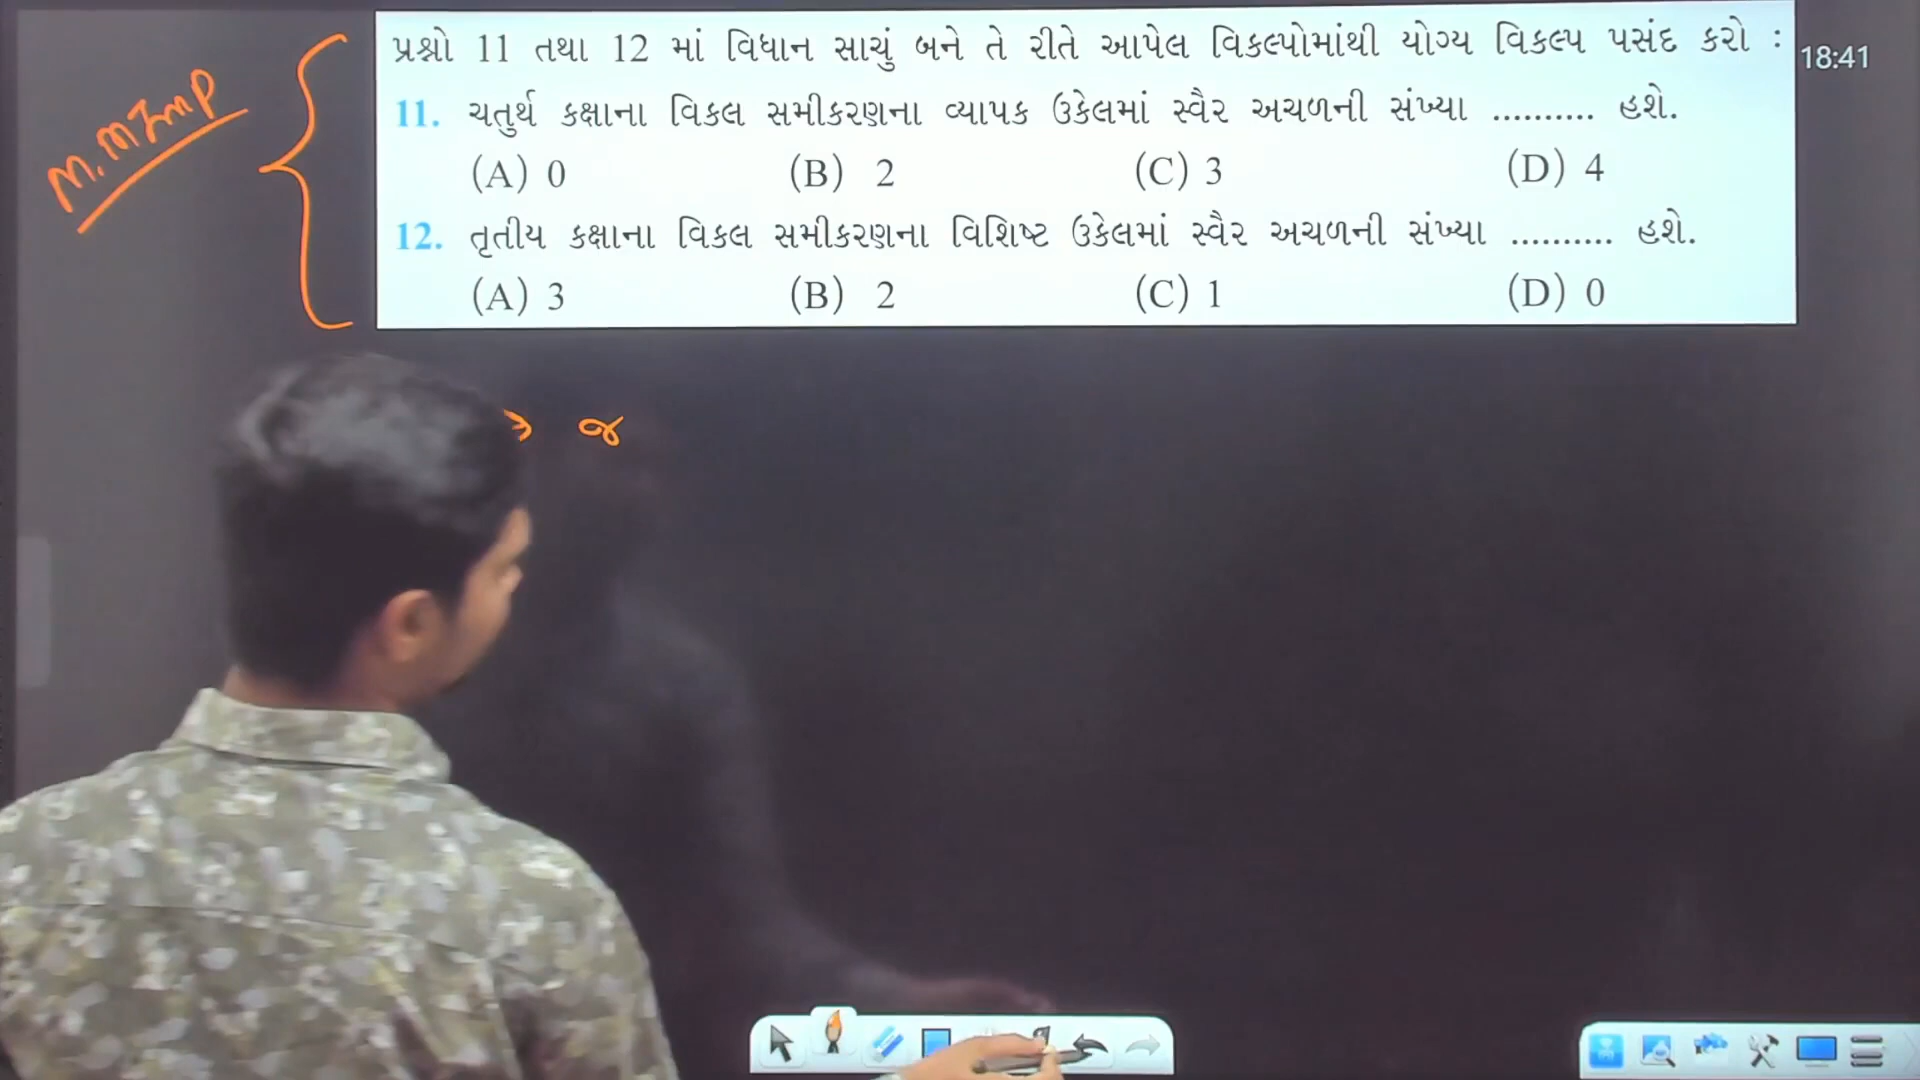 પ્રશ્નો 11 તથા 12 માં વિધાન સાચું બને તે રીતે આપેલ વિકલ્પોમાંથી યોગ્ય વિકલ્પ પસંદ કરો :
18:41
M.M Imp
11. ચતુર્થ કક્ષાના વિકલ સમીકરણના વ્યાપક ઉકેલમાં સ્વૈર અચળની સંખ્યા .......... હશે.
(A) 0 (B) 2 (C) 3 (D) 4
12. તૃતીય કક્ષાના વિકલ સમીકરણના વિશિષ્ટ ઉકેલમાં સ્વૈર અચળની સંખ્યા .......... હશે.
(A) 3 (B) 2 (C) 1 (D) 0
→ જ